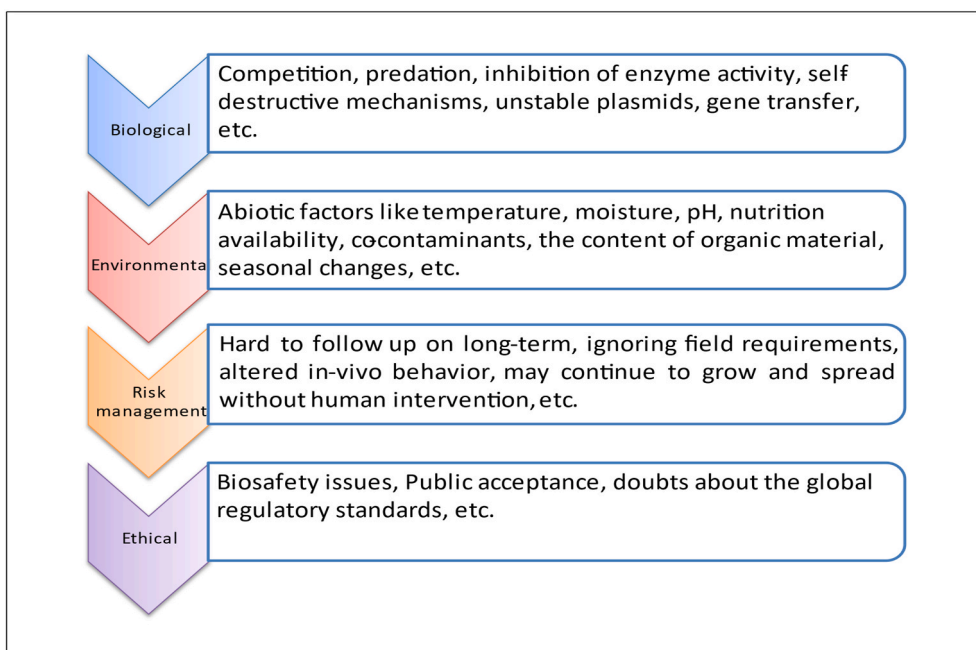 Biological
Competition, predation, inhibition of enzyme activity, self-
destructive mechanisms, unstable plasmids, gene transfer,
etc.
Environmenta
Abiotic factors like temperature, moisture, pH, nutrition
availability, co-contaminants, the content of organic material,
seasonal changes, etc.
Risk
management
Hard to follow up on long-term, ignoring field requirements,
altered in-vivo behavior, may continue to grow and spread
without human intervention, etc.
Ethical
Biosafety issues, Public acceptance, doubts about the global
regulatory standards, etc.